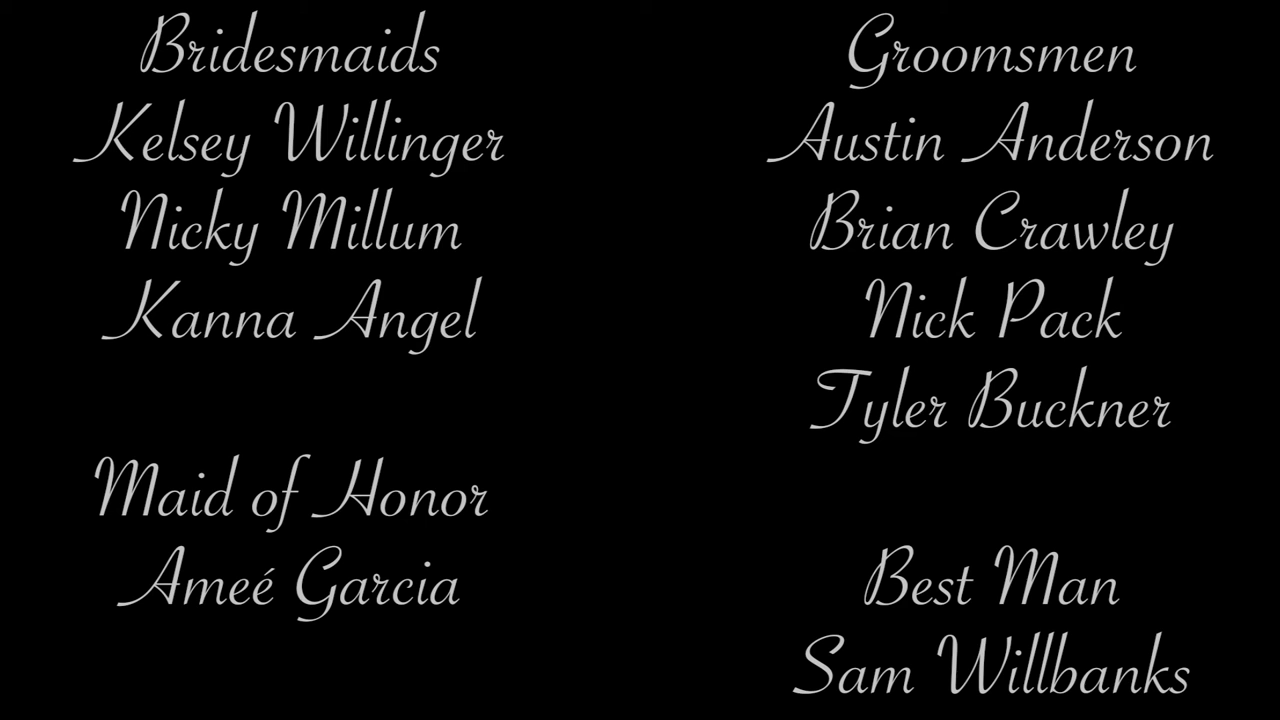 Bridesmaids
Kelsey Willinger
Nicky Millum
Kanna Angel
Maid of Honor
Ameé Garcia
Groomsmen
Austin Anderson
Brian Crawley
Nick Pack
Tyler Buckner
Best Man
Sam Willbanks